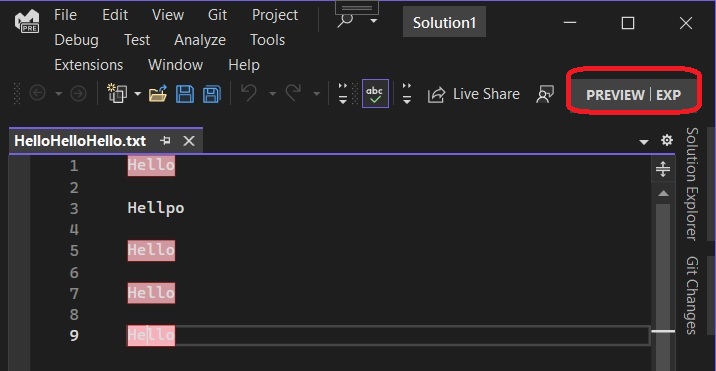 File Edit View Git Project
Debug Test Analyze Tools
Extensions Window Help
Solution1
PRE
abc
Live Share
PREVIEW | EXP
HelloHelloHello.txt
1 Hello
2
3 Hellpo
4
5 Hello
6
7 Hello
8
9 Hello
Solution Explorer
Git Changes